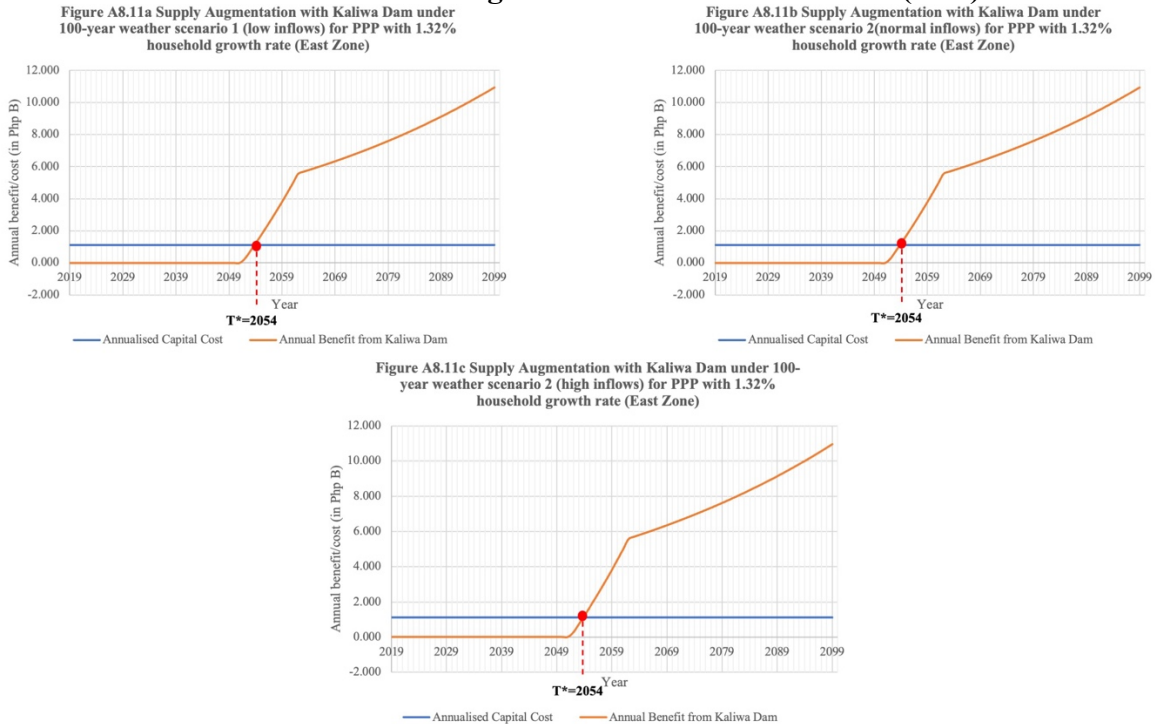 Figure A8.11a Supply Augmentation with Kaliwa Dam under
100-year weather scenario 1 (low inflows) for PPP with 1.32%
household growth rate (East Zone)
12.000
10.000
8.000
6.000
4.000
2.000
0.000
-2.000
Annual benefit/cost (in Php B)
2019 2029 2039 2049 2059 2069 2079 2089 2099
Year
T*=2054
Annualised Capital Cost Annual Benefit from Kaliwa Dam
Figure A8.11b Supply Augmentation with Kaliwa Dam under
100-year weather scenario 2(normal inflows) for PPP with 1.32%
household growth rate (East Zone)
12.000
10.000
8.000
6.000
4.000
2.000
0.000
-2.000
Annual benefit/cost (in Php B)
2019 2029 2039 2049 2059 2069 2079 2089 2099
Year
T*=2054
Annualised Capital Cost Annual Benefit from Kaliwa Dam
Figure A8.11c Supply Augmentation with Kaliwa Dam under 100-
year weather scenario 2 (high inflows) for PPP with 1.32%
household growth rate (East Zone)
12.000
10.000
8.000
6.000
4.000
2.000
0.000
-2.000
Annual benefit/cost (in Php B)
2019 2029 2039 2049 2059 2069 2079 2089 2099
Year
T*=2054
Annualised Capital Cost Annual Benefit from Kaliwa Dam